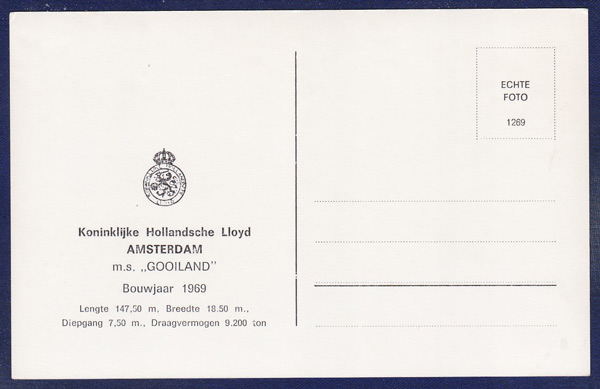 Koninklijke Hollandsche Lloyd
AMSTERDAM
m.s. „GOOILAND"
Bouwjaar 1969
Lengte 147,50 m, Breedte 18.50 m.,
Diepgang 7,50 m., Draagvermogen 9.200 ton
ECHTE
FOTO
1269